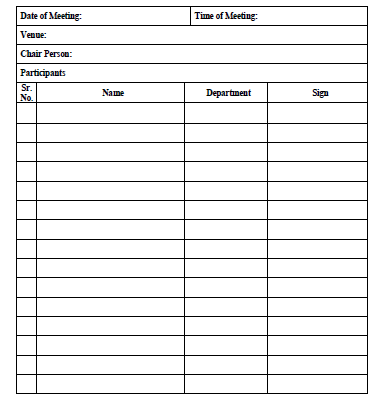 Date of Meeting: Time of Meeting:
Venue:
Chair Person:
Participants
Sr. No. Name Department Sign